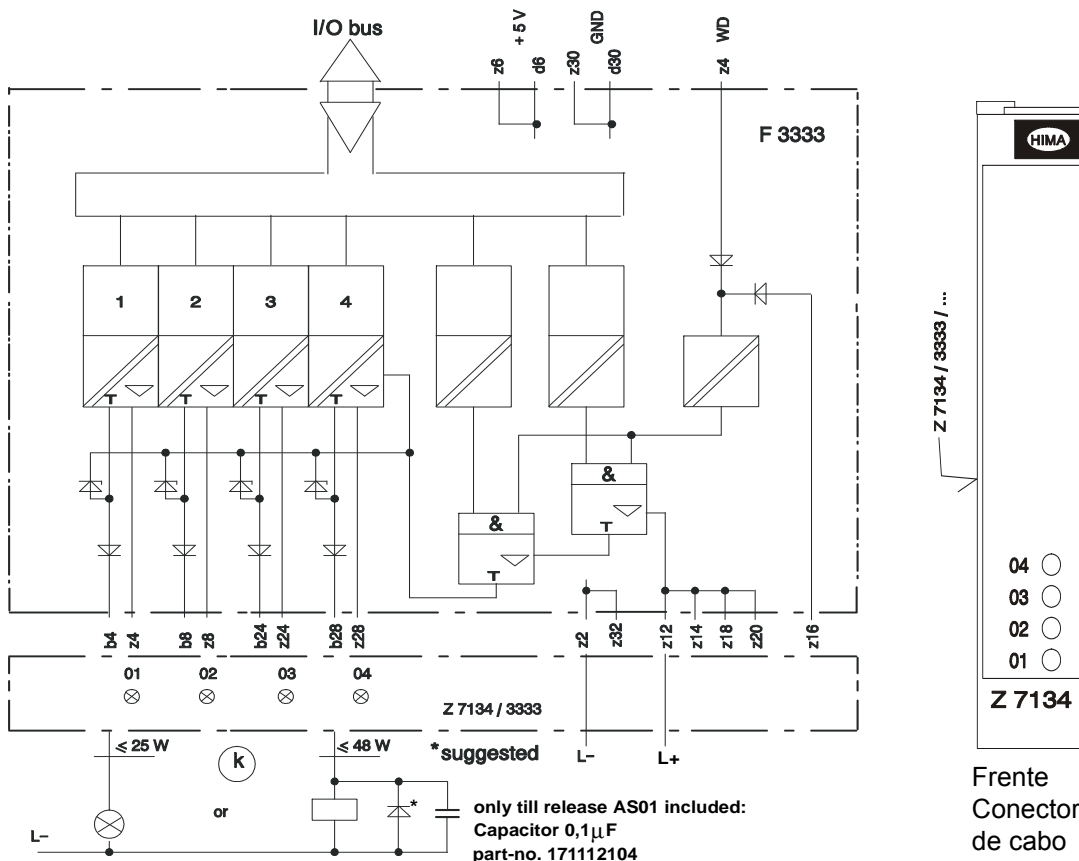 I/O bus
+ 5 V
GND
z6
d6
z30
d30
z4
WD
F 3333
HIMA
1
2
3
4
T
T
T
T
Z 7134 / 3333 / ...
&
T
&
T
b4
z4
b8
z8
b24
z24
b28
z28
z2
z32
z12
z14
z18
z20
z16
01
02
03
04
Z 7134 / 3333
04
03
02
01
Z 7134
≤ 25 W
k
≤ 48 W
*suggested
L–
L+
or
*
L–
only till release AS01 included:
Capacitor 0,1µF
part-no. 171112104
Frente
Conector
de cabo